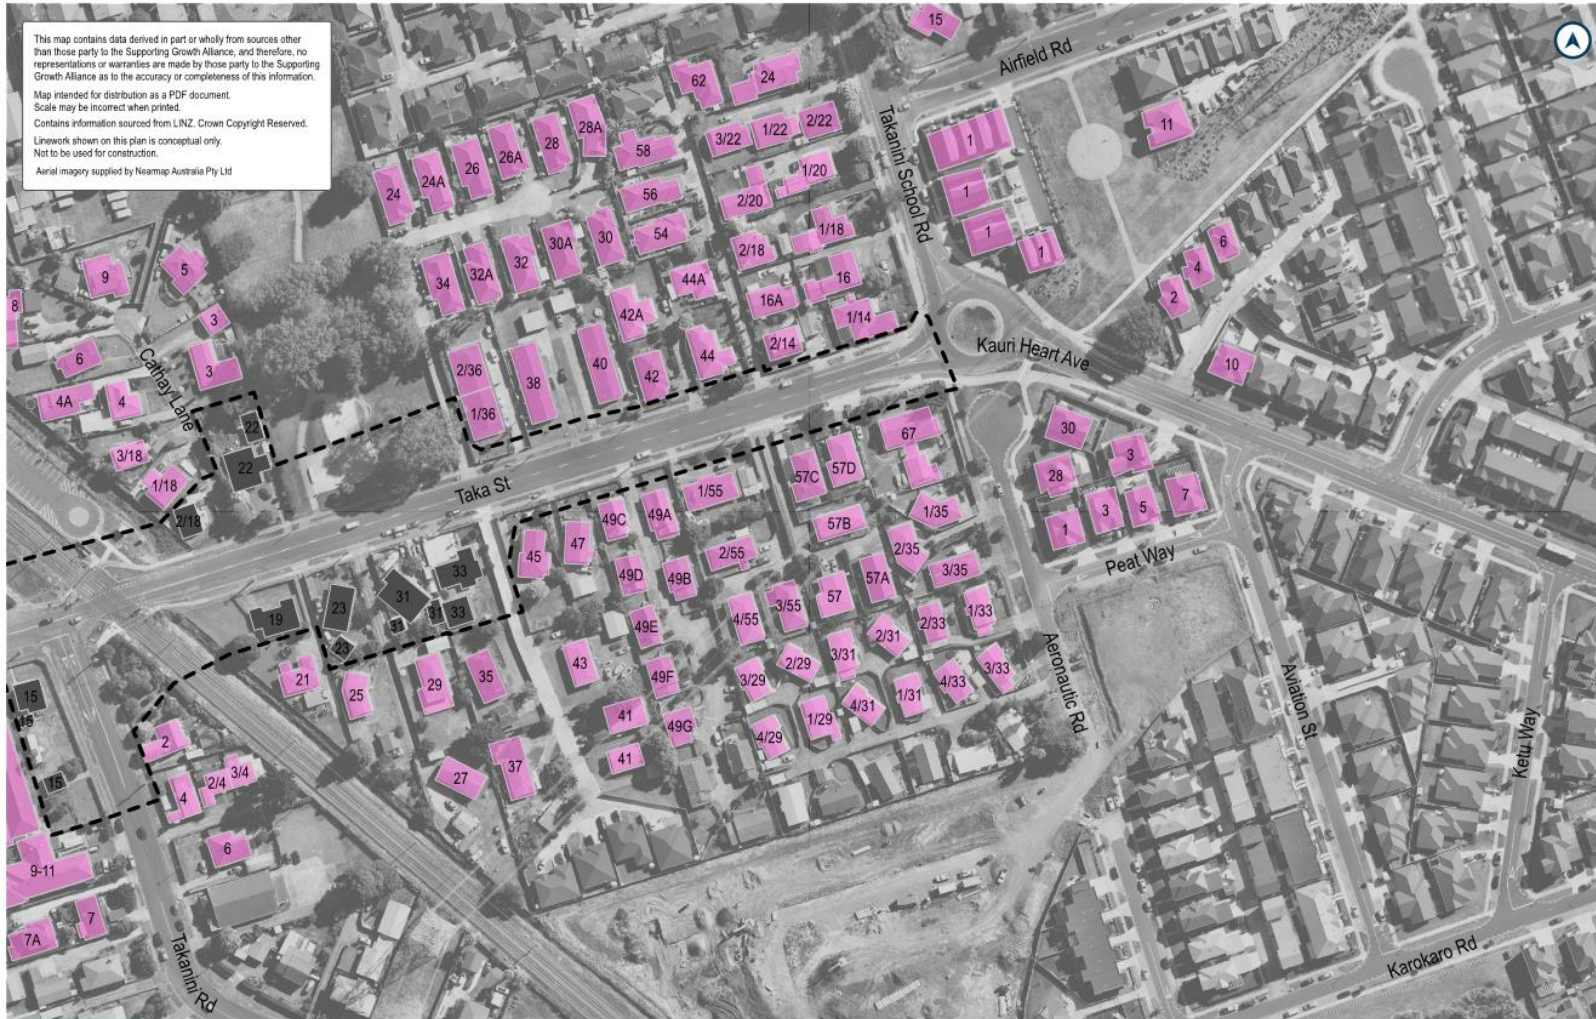 This map contains data derived in part or wholly from sources other
than those party to the Supporting Growth Alliance, and therefore, no
representations or warranties are made by those party to the Supporting
Growth Alliance as to the accuracy or completeness of this information.
Map intended for distribution as a PDF document.
Scale may be incorrect when printed.
Contains information sourced from LINZ. Crown Copyright Reserved.
Linework shown on this plan is conceptual only.
Not to be used for construction.
Aerial imagery supplied by Nearmap Australia Pty Ltd
15
Airfield Rd
62
24
Takanini School Rd
3/22
1/22
2/22
11
28A
28
26A
26
24A
24
58
56
54
1
1
1
1
2/20
1/20
2/18
1/18
16
16A
1/14
2/14
30
30A
32
32A
34
44A
42A
44
42
40
38
2/36
1/36
6
4
2
10
Kauri Heart Ave
9
5
8
3
3
6
4A
4
Cathay Lane
3/18
1/18
2/18
22
22
Taka St
67
57D
57C
57B
1/55
49A
49C
47
45
30
28
3
7
5
3
1
Peat Way
1/35
2/35
3/35
57A
57
2/55
49B
49D
33
33
31
31
31
23
23
19
49E
4/55
3/55
2/33
1/33
2/31
3/31
2/29
3/29
49F
43
35
29
25
21
3/33
4/33
1/31
4/31
1/29
4/29
49G
41
41
37
27
Aeronautic Rd
Aviation St
Ketu Way
15
15
15
2
3/4
2/4
4
6
9-11
7
7A
Takanini Rd
Karokaro Rd